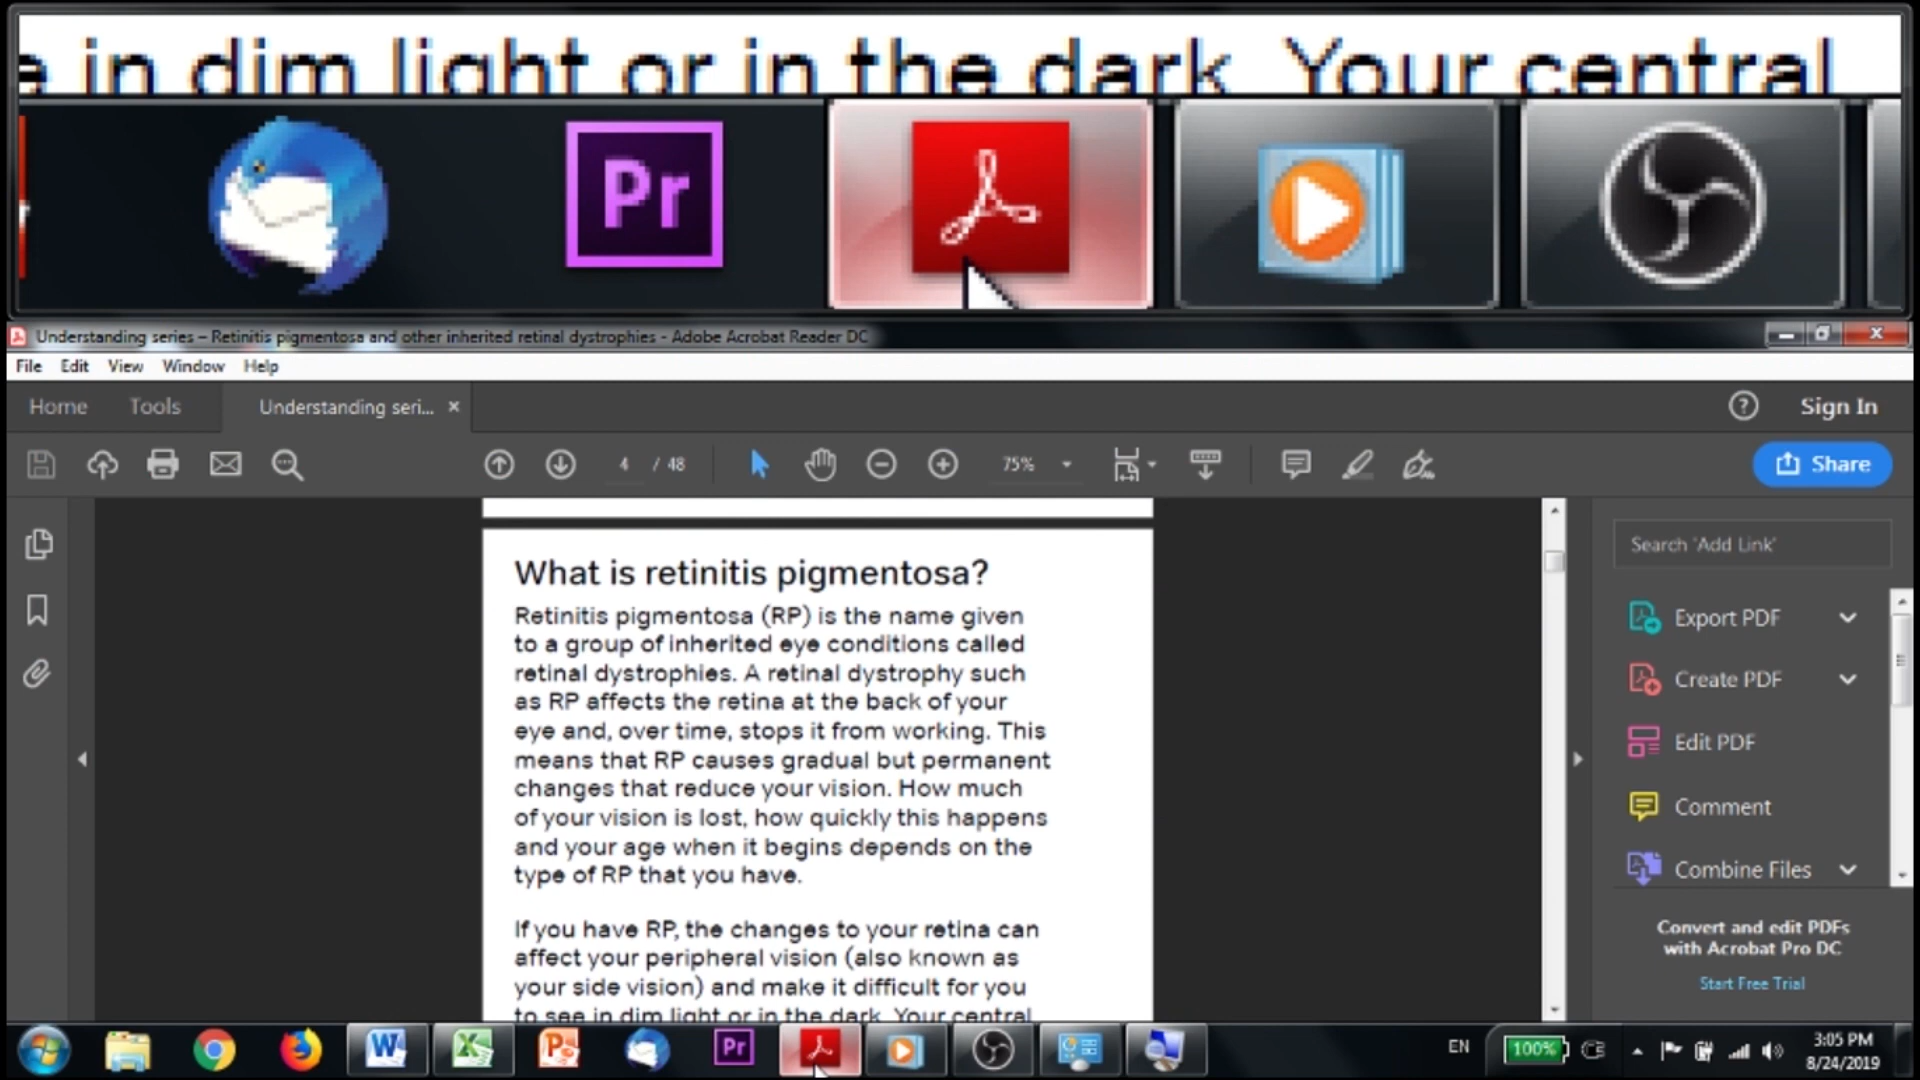 e in dim light or in the dark. Your central
Pr
Understanding series – Retinitis pigmentosa and other inherited retinal dystrophies - Adobe Acrobat Reader DC
File Edit View Window Help
Home Tools Understanding seri... × ? Sign In
4 / 48 75% Share
Search 'Add Link'
What is retinitis pigmentosa?
Retinitis pigmentosa (RP) is the name given
to a group of inherited eye conditions called
retinal dystrophies. A retinal dystrophy such
as RP affects the retina at the back of your
eye and, over time, stops it from working. This
means that RP causes gradual but permanent
changes that reduce your vision. How much
of your vision is lost, how quickly this happens
and your age when it begins depends on the
type of RP that you have.
If you have RP, the changes to your retina can
affect your peripheral vision (also known as
your side vision) and make it difficult for you
to see in dim light or in the dark. Your central
Export PDF
Create PDF
Edit PDF
Comment
Combine Files
Convert and edit PDFs
with Acrobat Pro DC
Start Free Trial
Pr EN 100% 3:05 PM
8/24/2019